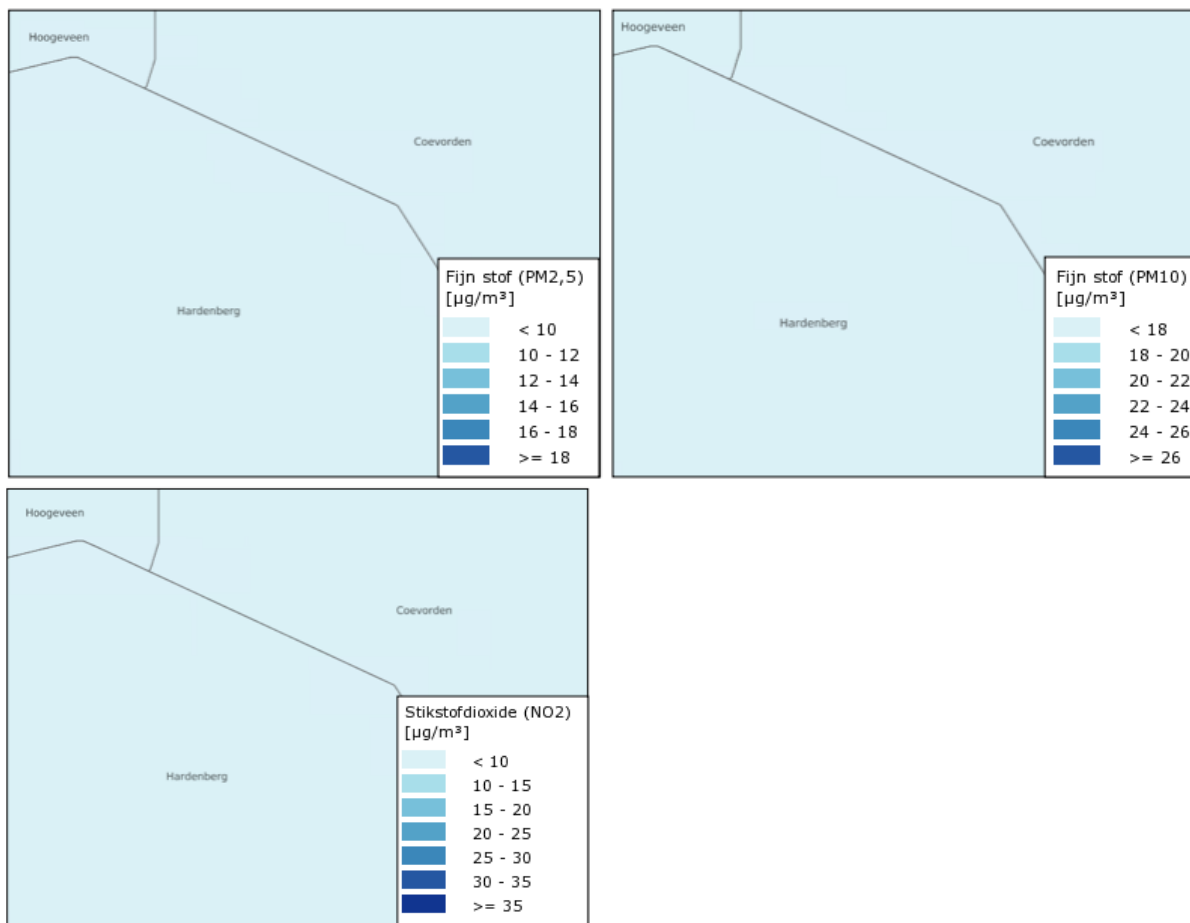 Hoogeveen
Coevorden
Hardenberg
Fijn stof (PM2,5)
[µg/m³]
< 10
10 - 12
12 - 14
14 - 16
16 - 18
>= 18
Hoogeveen
Coevorden
Hardenberg
Fijn stof (PM10)
[µg/m³]
< 18
18 - 20
20 - 22
22 - 24
24 - 26
>= 26
Hoogeveen
Coevorden
Hardenberg
Stikstofdioxide (NO2)
[µg/m³]
< 10
10 - 15
15 - 20
20 - 25
25 - 30
30 - 35
>= 35